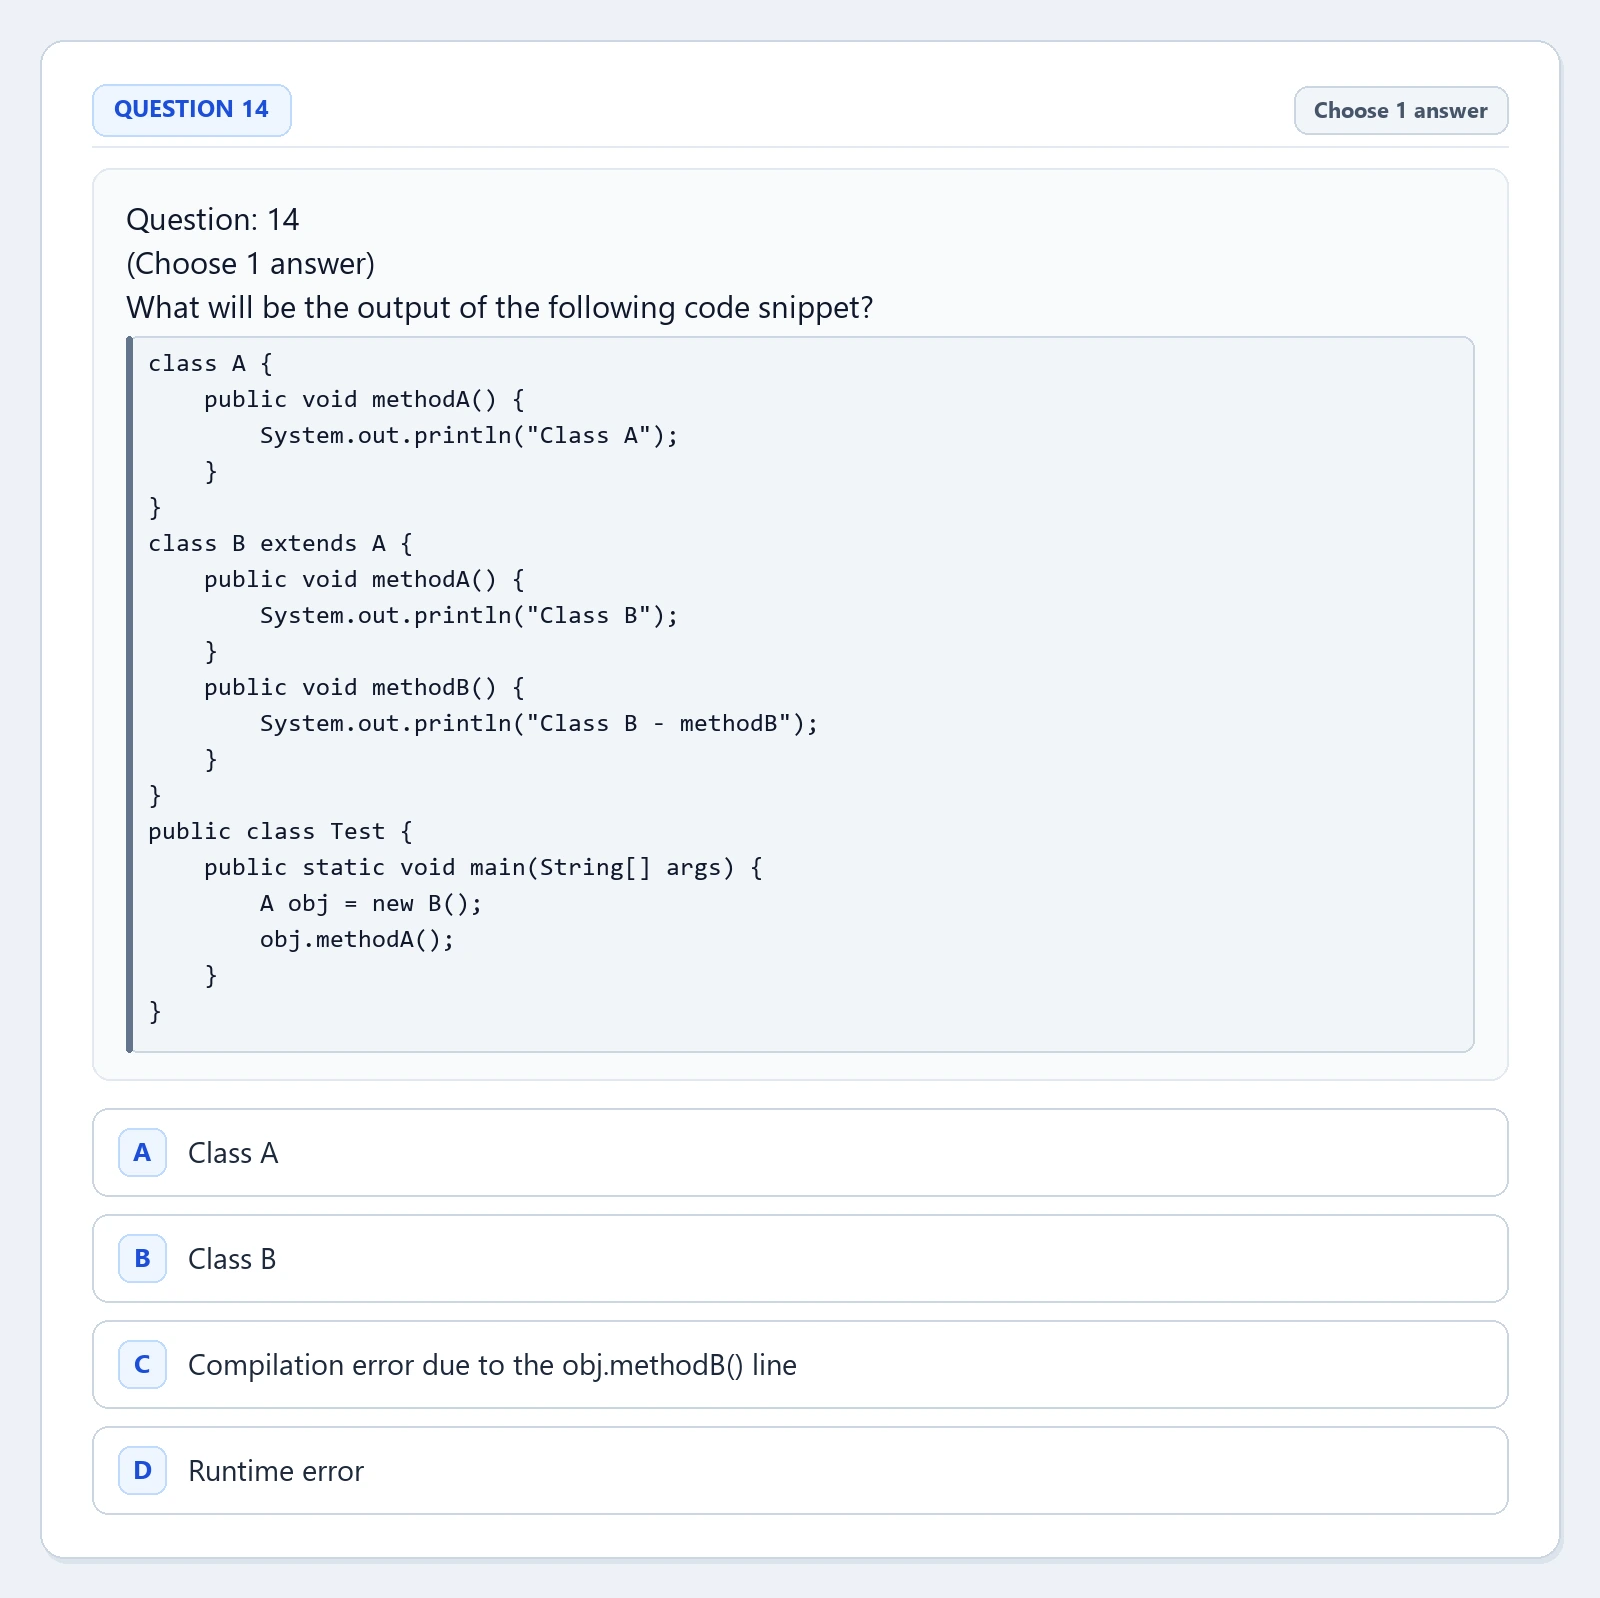 QUESTION 14
Choose 1 answer
Question: 14
(Choose 1 answer)
What will be the output of the following code snippet?
class A {
    public void methodA() {
        System.out.println("Class A");
    }
}
class B extends A {
    public void methodA() {
        System.out.println("Class B");
    }
    public void methodB() {
        System.out.println("Class B - methodB");
    }
}
public class Test {
    public static void main(String[] args) {
        A obj = new B();
        obj.methodA();
    }
}
A Class A
B Class B
C Compilation error due to the obj.methodB() line
D Runtime error